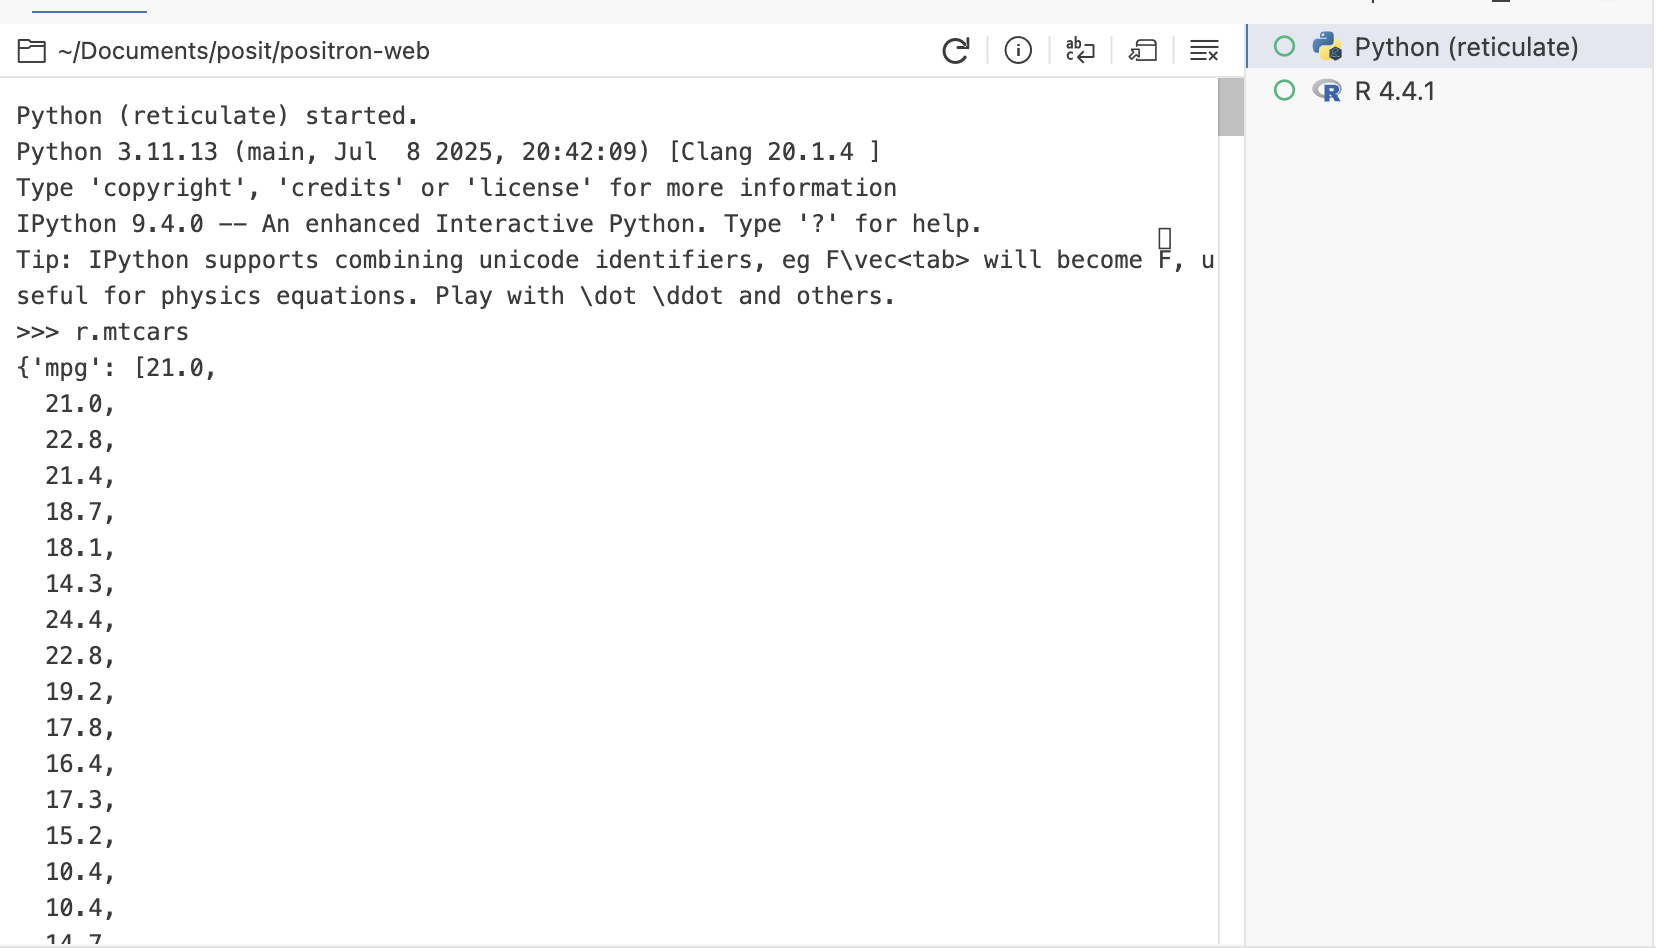 ~/Documents/posit/positron-web
Python (reticulate) started.
Python 3.11.13 (main, Jul  8 2025, 20:42:09) [Clang 20.1.4 ]
Type 'copyright', 'credits' or 'license' for more information
IPython 9.4.0 -- An enhanced Interactive Python. Type '?' for help.
Tip: IPython supports combining unicode identifiers, eg F\vec<tab> will become F⃗, u
seful for physics equations. Play with \dot \ddot and others.
>>> r.mtcars
{'mpg': [21.0,
  21.0,
  22.8,
  21.4,
  18.7,
  18.1,
  14.3,
  24.4,
  22.8,
  19.2,
  17.8,
  16.4,
  17.3,
  15.2,
  10.4,
  10.4,
  14.7
Python (reticulate)
R 4.4.1